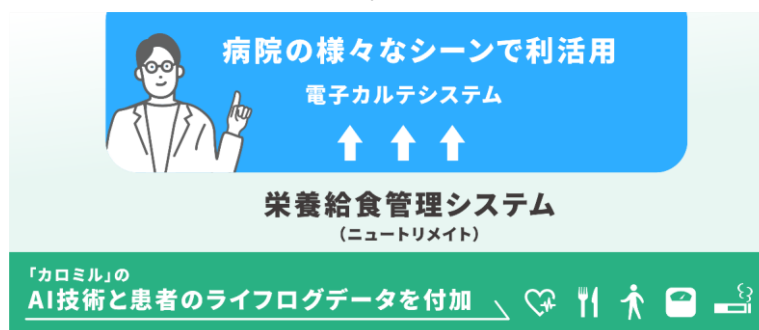 病院の様々なシーンで利活用
電子カルテシステム
栄養給食管理システム
(ニュートリメイト)
「カロミル」の
AI技術と患者のライフログデータを付加